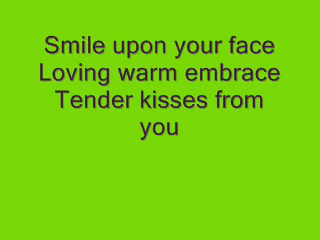 Smile upon your face
Loving warm embrace
Tender kisses from
you